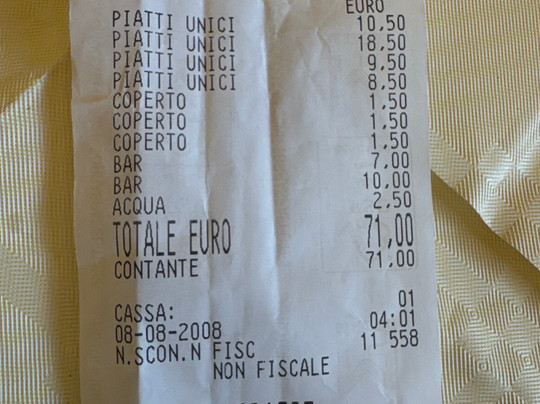 EURO
PIATTI UNICI 10,50
PIATTI UNICI 18,50
PIATTI UNICI 9,50
PIATTI UNICI 8,50
COPERTO 1,50
COPERTO 1,50
COPERTO 1,50
BAR 7,00
BAR 10,00
ACQUA 2,50
TOTALE EURO 71,00
CONTANTE 71,00
CASSA: 01
08-08-2008 04:01
N.SCON.N FISC 11 558
NON FISCALE